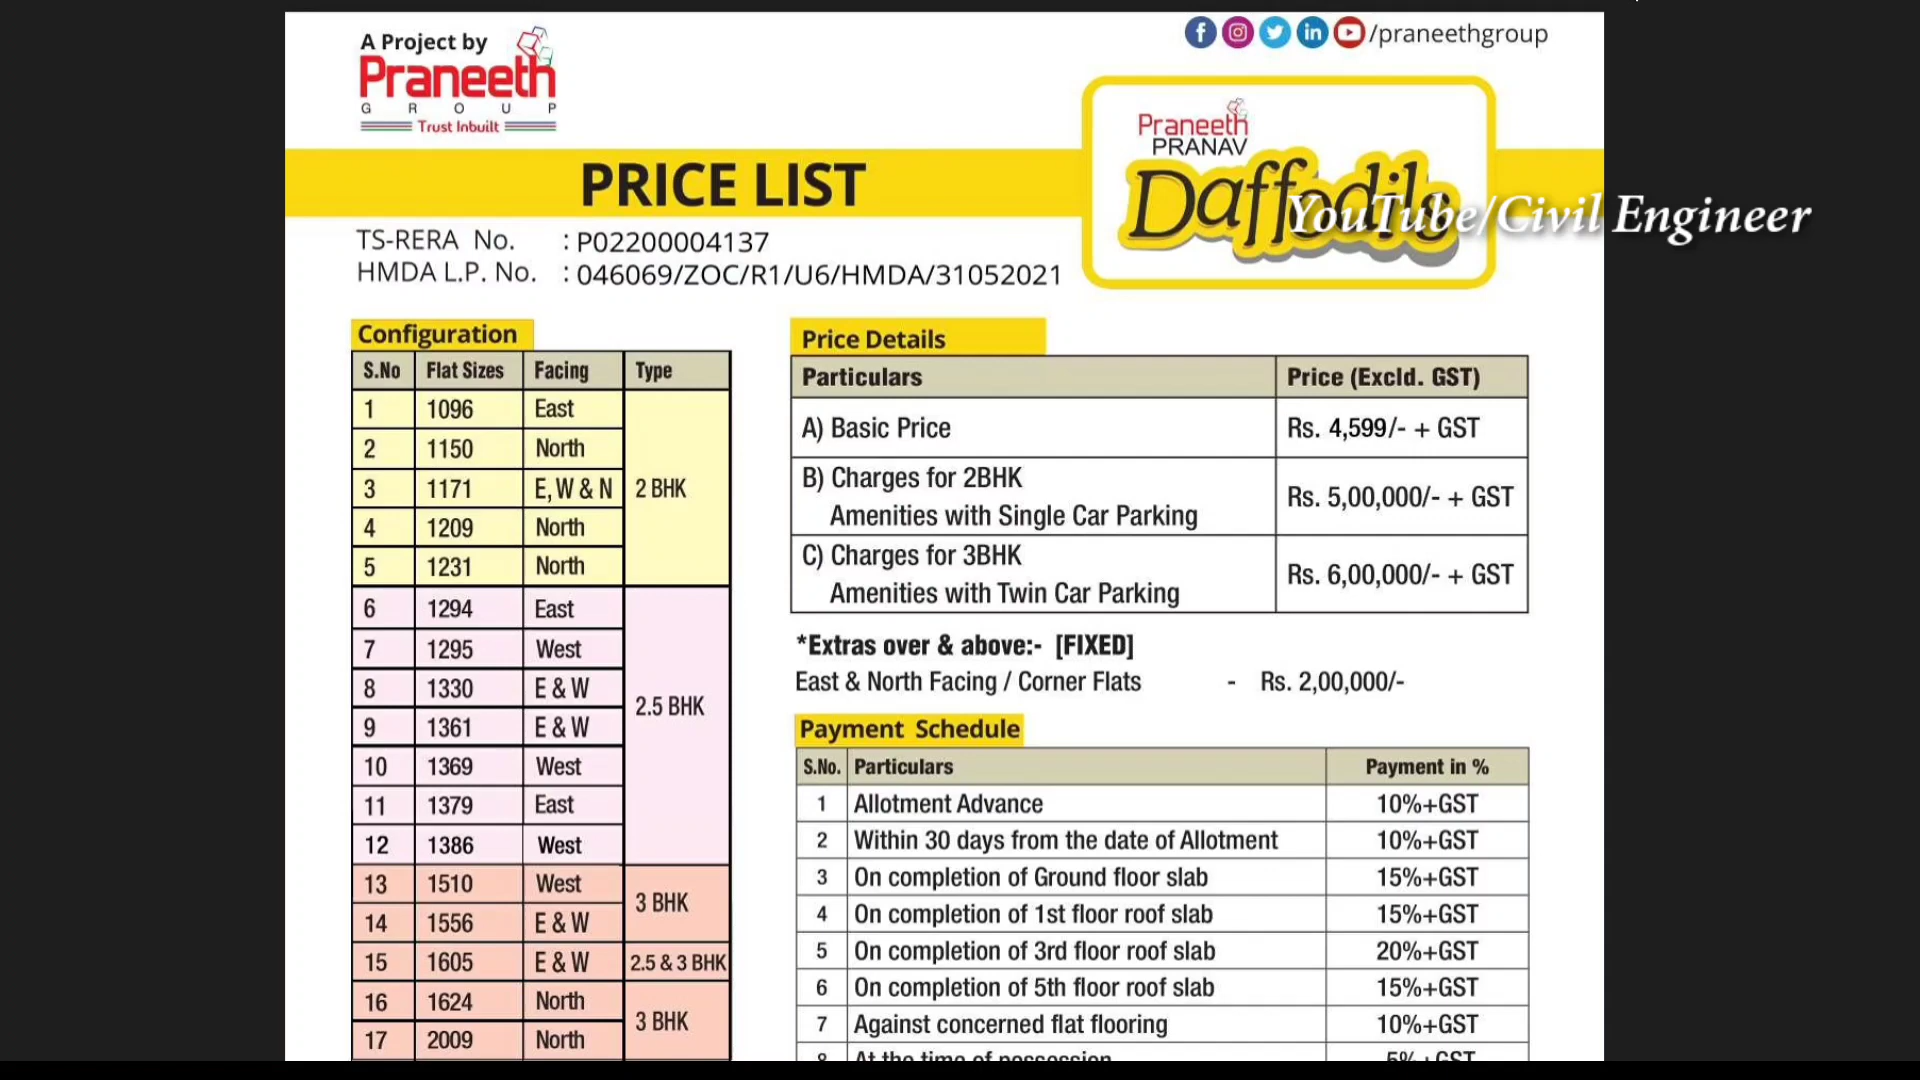 A Project by
Praneeth
GROUP
Trust Inbuilt
/praneethgroup
Praneeth
PRANAV
Daffodils
YouTube/Civil Engineer
PRICE LIST
TS-RERA No. : P02200004137
HMDA L.P. No. : 046069/ZOC/R1/U6/HMDA/31052021
Configuration
S.No Flat Sizes Facing Type
1 1096 East
2 1150 North
3 1171 E, W & N 2 BHK
4 1209 North
5 1231 North
6 1294 East
7 1295 West
8 1330 E & W
2.5 BHK
9 1361 E & W
10 1369 West
11 1379 East
12 1386 West
13 1510 West
3 BHK
14 1556 E & W
15 1605 E & W 2.5 & 3 BHK
16 1624 North
3 BHK
17 2009 North
Price Details
Particulars Price (Excld. GST)
A) Basic Price Rs. 4,599/- + GST
B) Charges for 2BHK
Amenities with Single Car Parking Rs. 5,00,000/- + GST
C) Charges for 3BHK
Amenities with Twin Car Parking Rs. 6,00,000/- + GST
*Extras over & above:- [FIXED]
East & North Facing / Corner Flats - Rs. 2,00,000/-
Payment Schedule
S.No. Particulars Payment in %
1 Allotment Advance 10%+GST
2 Within 30 days from the date of Allotment 10%+GST
3 On completion of Ground floor slab 15%+GST
4 On completion of 1st floor roof slab 15%+GST
5 On completion of 3rd floor roof slab 20%+GST
6 On completion of 5th floor roof slab 15%+GST
7 Against concerned flat flooring 10%+GST
8 At the time of possession 5%+GST